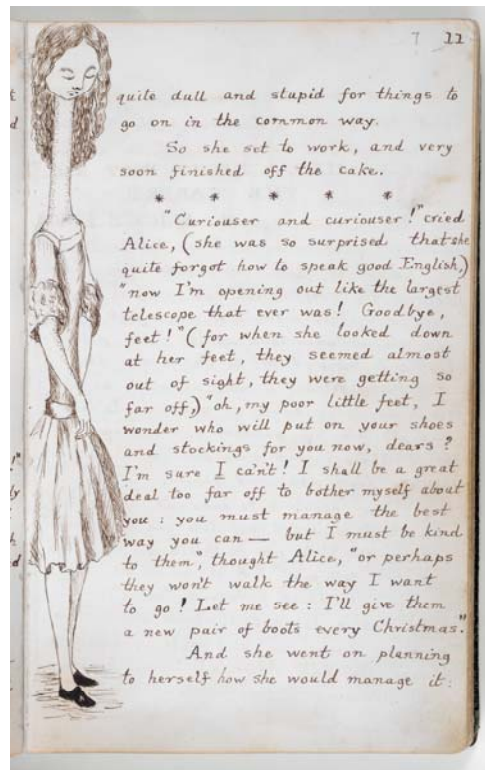 7 11
quite dull and stupid for things to
go on in the common way.
So she set to work, and very
soon finished off the cake.
* * * * *
"Curiouser and curiouser!" cried
Alice, (she was so surprised that she
quite forgot how to speak good English,)
"now I'm opening out like the largest
telescope that ever was! Goodbye,
feet!" (for when she looked down
at her feet, they seemed almost
out of sight, they were getting so
far off,) "oh, my poor little feet, I
wonder who will put on your shoes
and stockings for you now, dears?
I'm sure I ca'n't! I shall be a great
deal too far off to bother myself about
you: you must manage the best
way you can — but I must be kind
to them", thought Alice, "or perhaps
they wo'n't walk the way I want
to go! Let me see: I'll give them
a new pair of boots every Christmas."
And she went on planning
to herself how she would manage it: